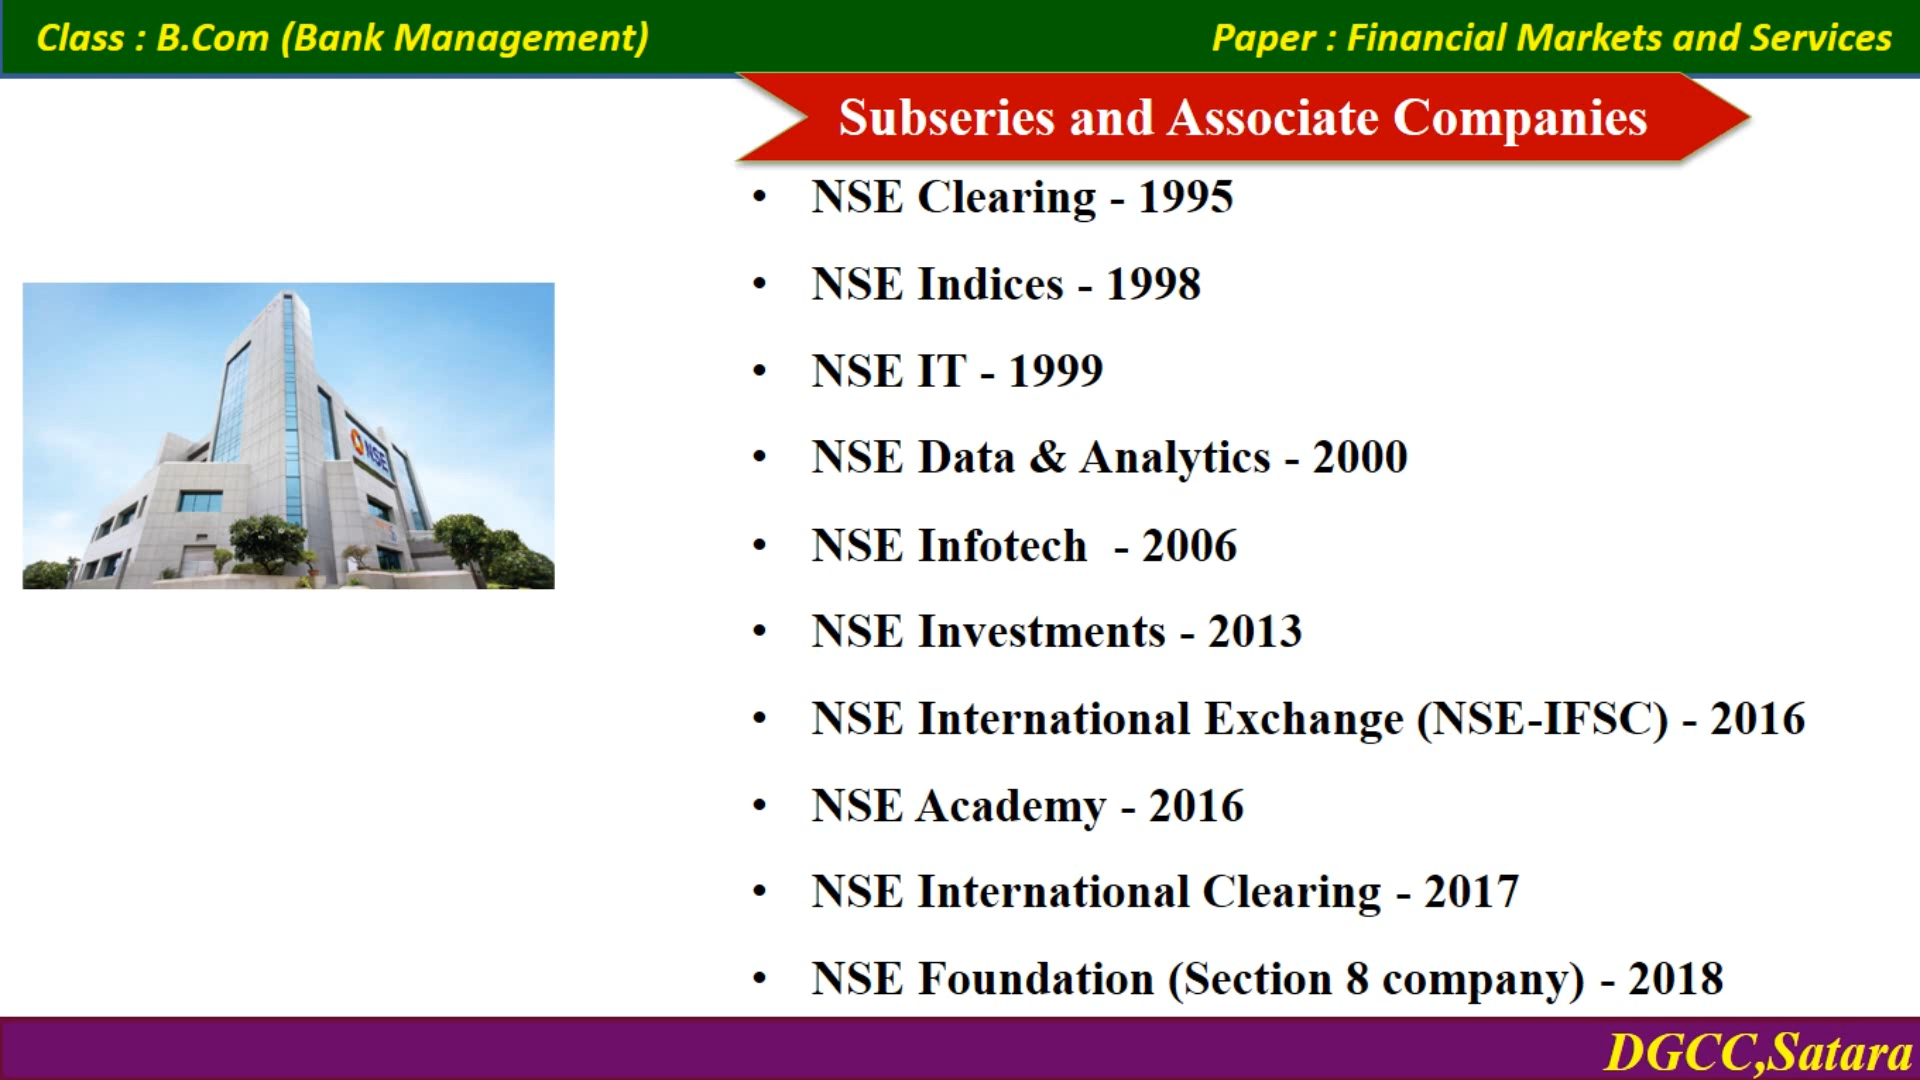 Class : B.Com (Bank Management)
Paper : Financial Markets and Services
Subseries and Associate Companies
• NSE Clearing - 1995
• NSE Indices - 1998
• NSE IT - 1999
• NSE Data & Analytics - 2000
• NSE Infotech  - 2006
• NSE Investments - 2013
• NSE International Exchange (NSE-IFSC) - 2016
• NSE Academy - 2016
• NSE International Clearing - 2017
• NSE Foundation (Section 8 company) - 2018
NSE
DGCC,Satara